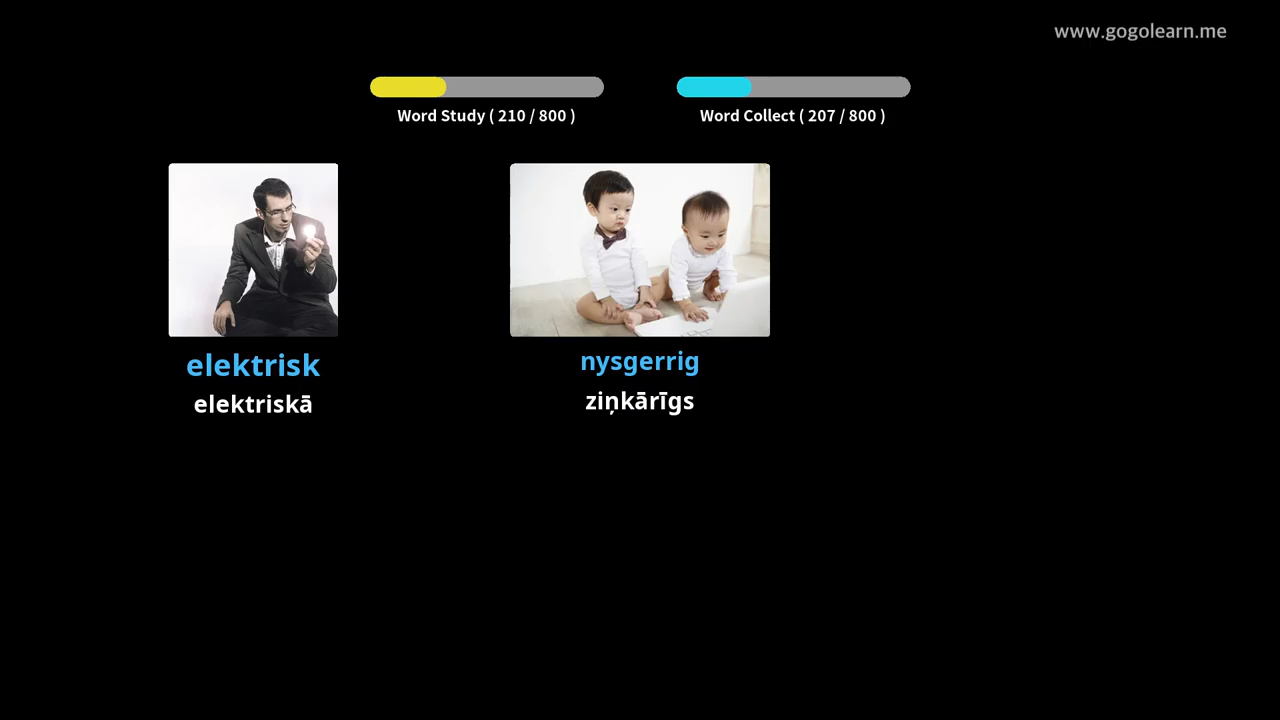 www.gogolearn.me
Word Study ( 210 / 800 )
Word Collect ( 207 / 800 )
elektrisk
elektriskā
nysgerrig
ziņkārīgs